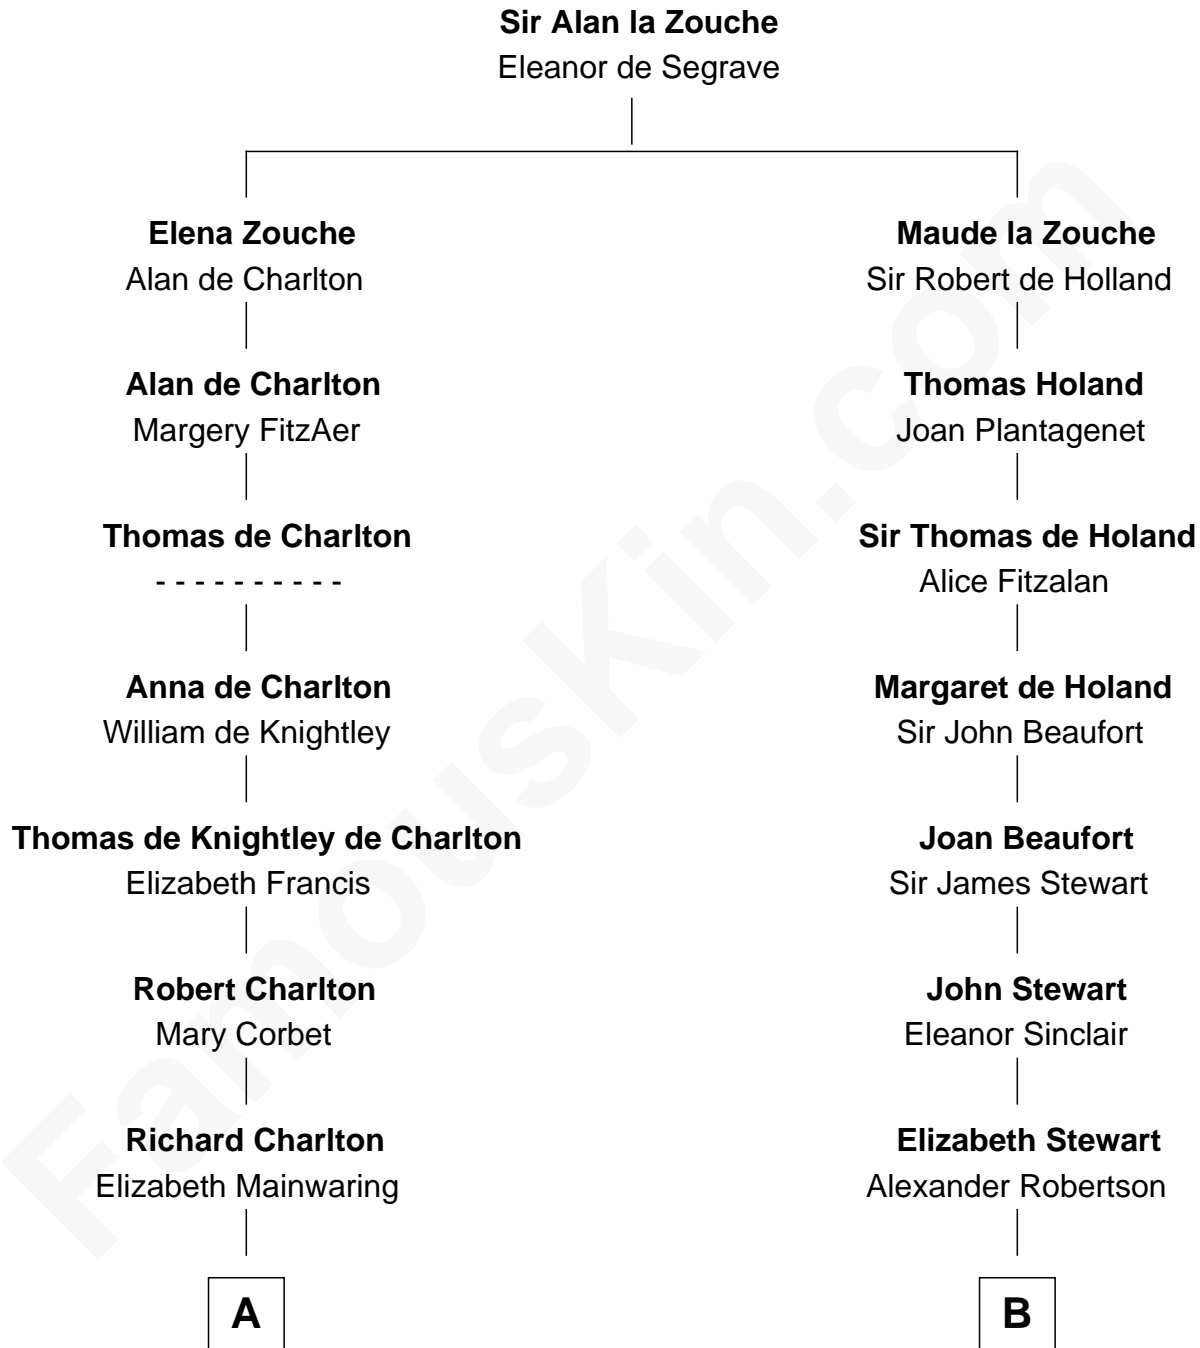 Sir Alan la Zouche
Eleanor de Segrave
Elena Zouche
Alan de Charlton
Maude la Zouche
Sir Robert de Holland
Alan de Charlton
Margery FitzAer
Thomas Holand
Joan Plantagenet
Thomas de Charlton
- - - - - - - - - -
Sir Thomas de Holand
Alice Fitzalan
Anna de Charlton
William de Knightley
Margaret de Holand
Sir John Beaufort
Thomas de Knightley de Charlton
Elizabeth Francis
Joan Beaufort
Sir James Stewart
Robert Charlton
Mary Corbet
John Stewart
Eleanor Sinclair
Richard Charlton
Elizabeth Mainwaring
Elizabeth Stewart
Alexander Robertson
A
B
FamousKin.com